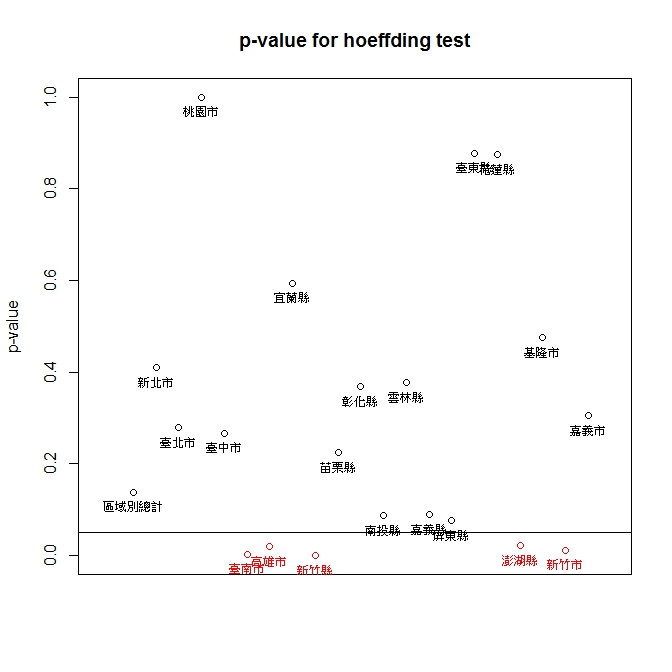 p-value for hoeffding test
p-value
1.0
0.8
0.6
0.4
0.2
0.0
桃園市
臺東縣
花蓮縣
宜蘭縣
基隆市
新北市
彰化縣
雲林縣
嘉義市
臺北市
臺中市
苗栗縣
區域別總計
南投縣
嘉義縣
屏東縣
臺南市
高雄市
新竹縣
澎湖縣
新竹市